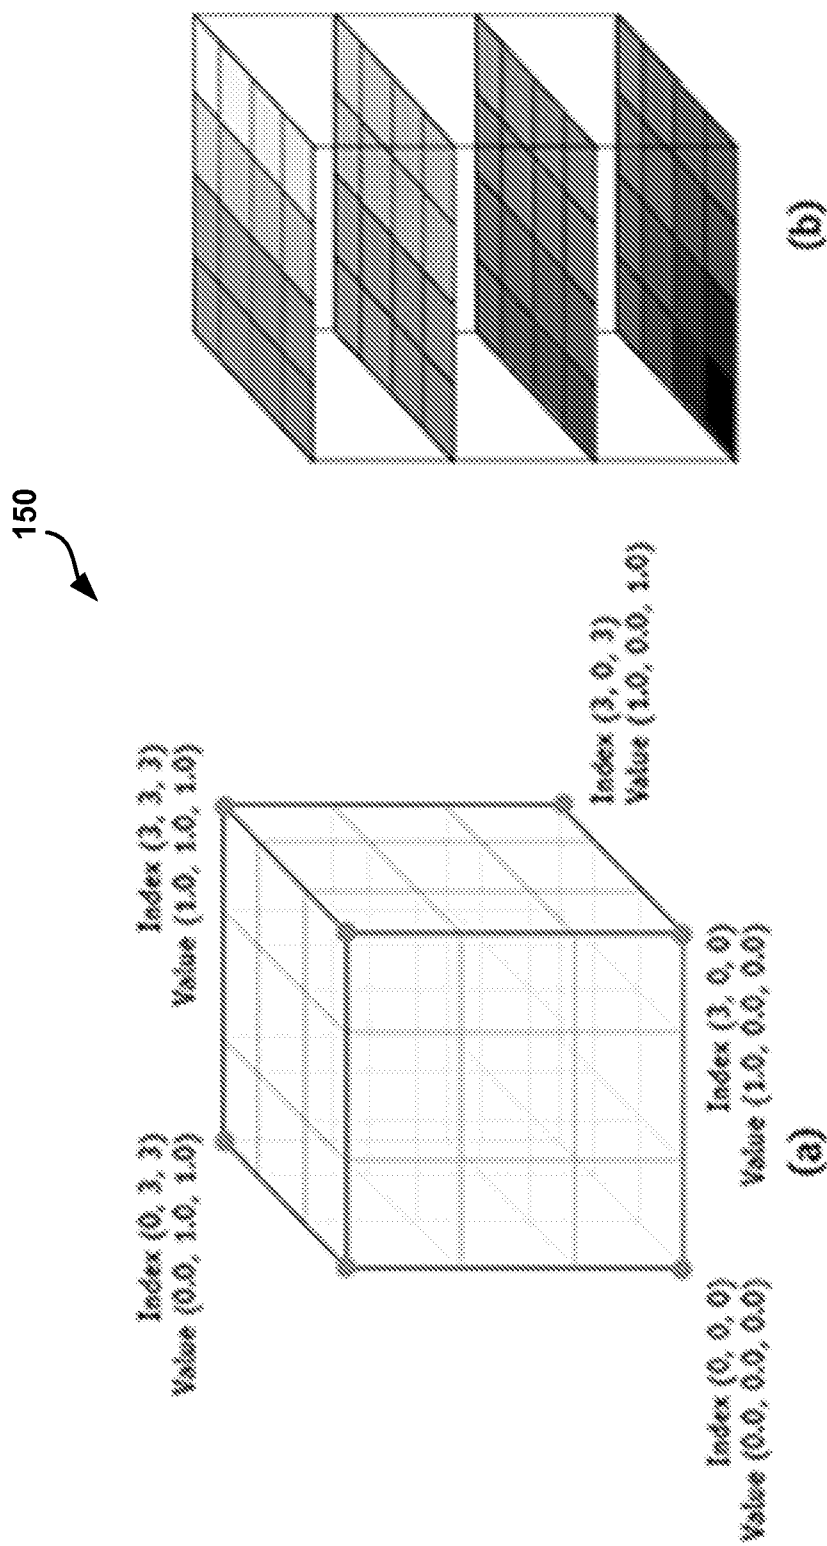 150
Index (0, 3, 3)
Value (0.0, 1.0, 1.0)
Index (3, 3, 3)
Value (1.0, 1.0, 1.0)
Index (3, 0, 3)
Value (1.0, 0.0, 1.0)
Index (0, 0, 0)
Value (0.0, 0.0, 0.0)
Index (3, 0, 0)
Value (1.0, 0.0, 0.0)
(a)
(b)